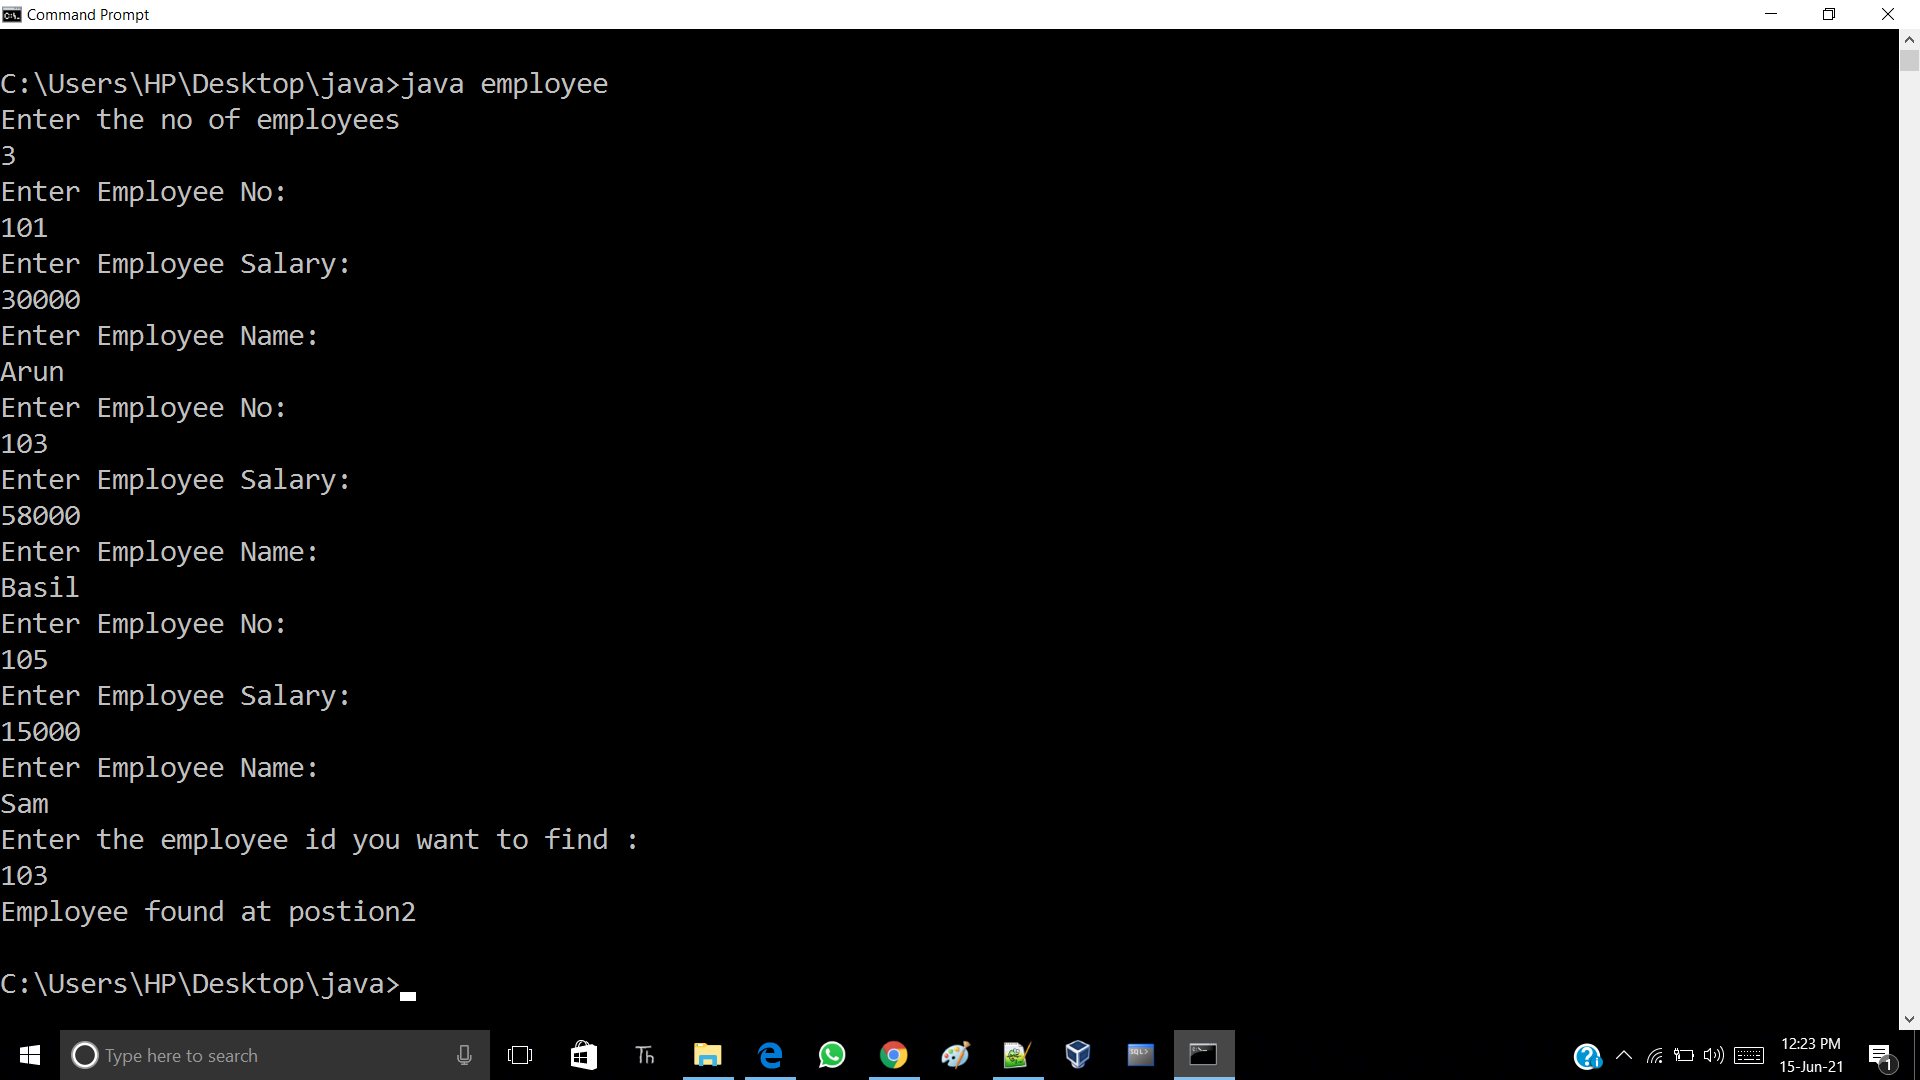 Command Prompt
C:\Users\HP\Desktop\java>java employee
Enter the no of employees
3
Enter Employee No:
101
Enter Employee Salary:
30000
Enter Employee Name:
Arun
Enter Employee No:
103
Enter Employee Salary:
58000
Enter Employee Name:
Basil
Enter Employee No:
105
Enter Employee Salary:
15000
Enter Employee Name:
Sam
Enter the employee id you want to find :
103
Employee found at postion2
C:\Users\HP\Desktop\java>
Type here to search
Th
SQL>
12:23 PM
15-Jun-21
1